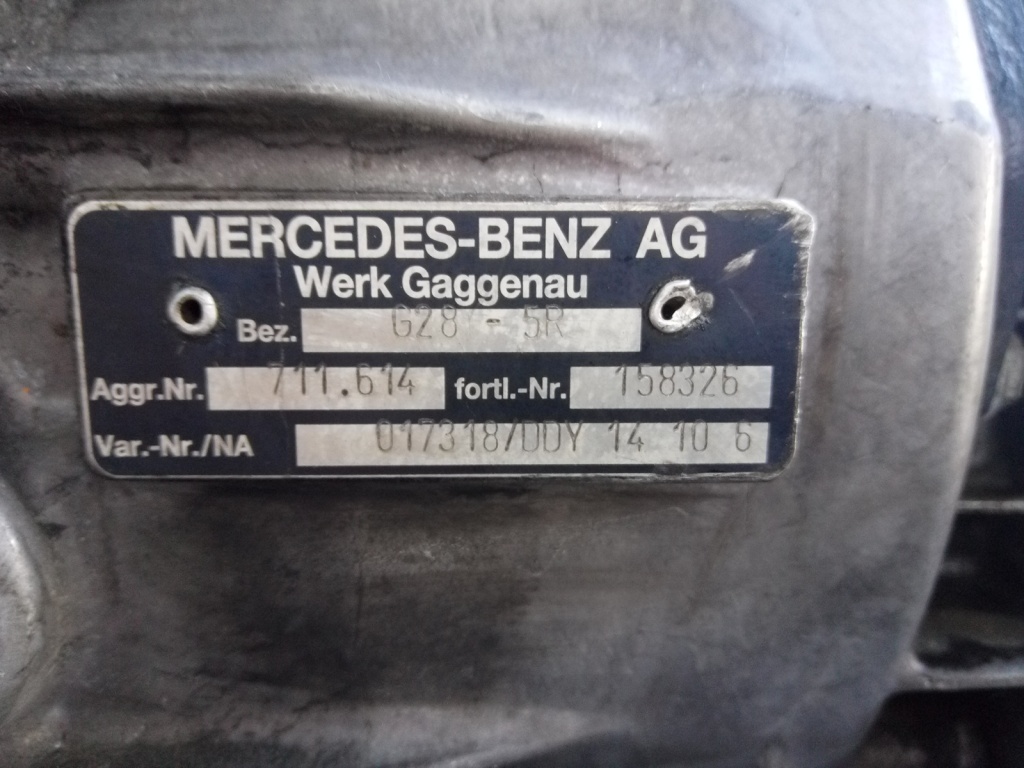 MERCEDES-BENZ AG
Werk Gaggenau
Bez. G28 - 5R
Aggr.Nr. 711.614 fortl.-Nr. 158326
Var.-Nr./NA 017318/DDY 14 10 6